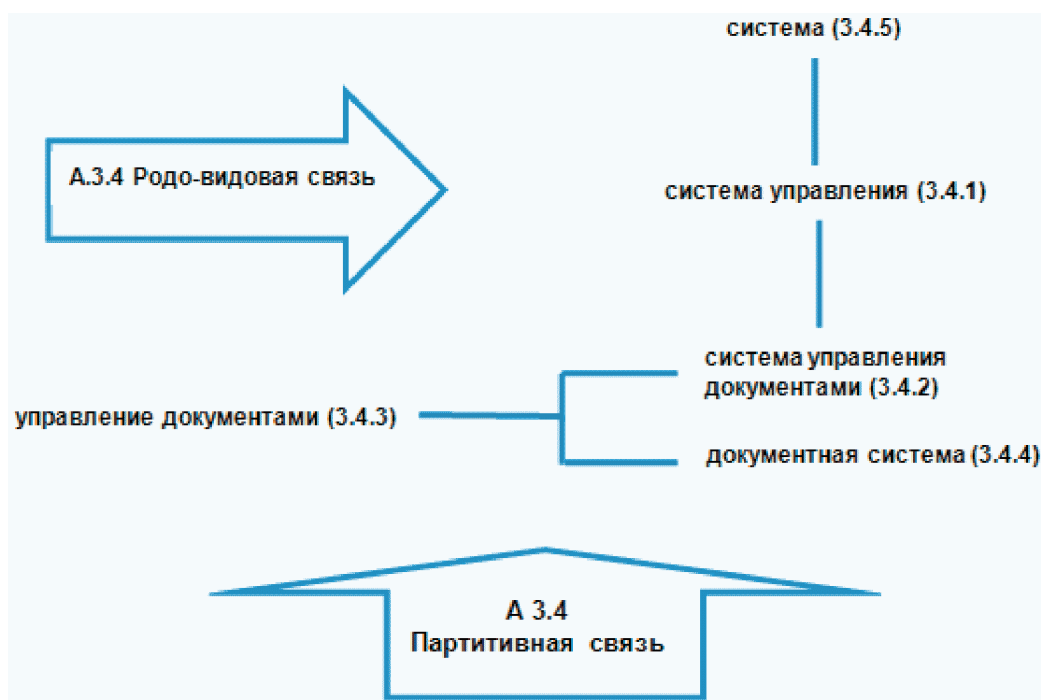 система (3.4.5)
А.3.4 Родо-видовая связь
система управления (3.4.1)
система управления
документами (3.4.2)
управление документами (3.4.3)
документная система (3.4.4)
А 3.4
Партитивная связь